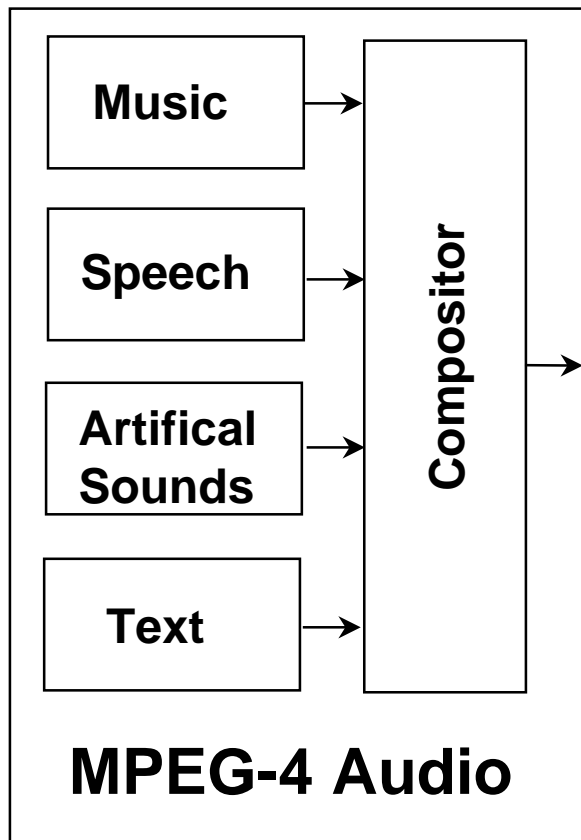 Music
Speech
Artifical
Sounds
Text
Compositor
MPEG-4 Audio